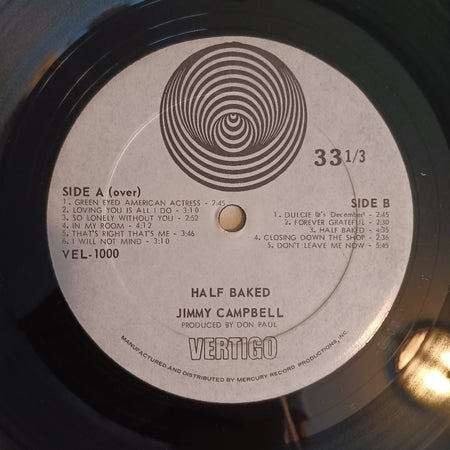 33 1/3
SIDE A (over)
1. GREEN EYED AMERICAN ACTRESS - 2:45
2. LOVING YOU IS ALL I DO - 3:10
3. SO LONELY WITHOUT YOU - 2:52
4. IN MY ROOM - 4:12
5. THAT'S RIGHT THAT'S ME - 3:46
6. I WILL NOT MIND - 3:10
VEL-1000
SIDE B
1. DULCIE It's December - 2:45
2. FOREVER GRATEFUL - 2:30
3. HALF BAKED - 4:35
4. CLOSING DOWN THE SHOP - 2:36
5. DON'T LEAVE ME NOW - 5:45
HALF BAKED
JIMMY CAMPBELL
PRODUCED BY DON PAUL
VERTIGO
MANUFACTURED AND DISTRIBUTED BY MERCURY RECORD PRODUCTIONS, INC.